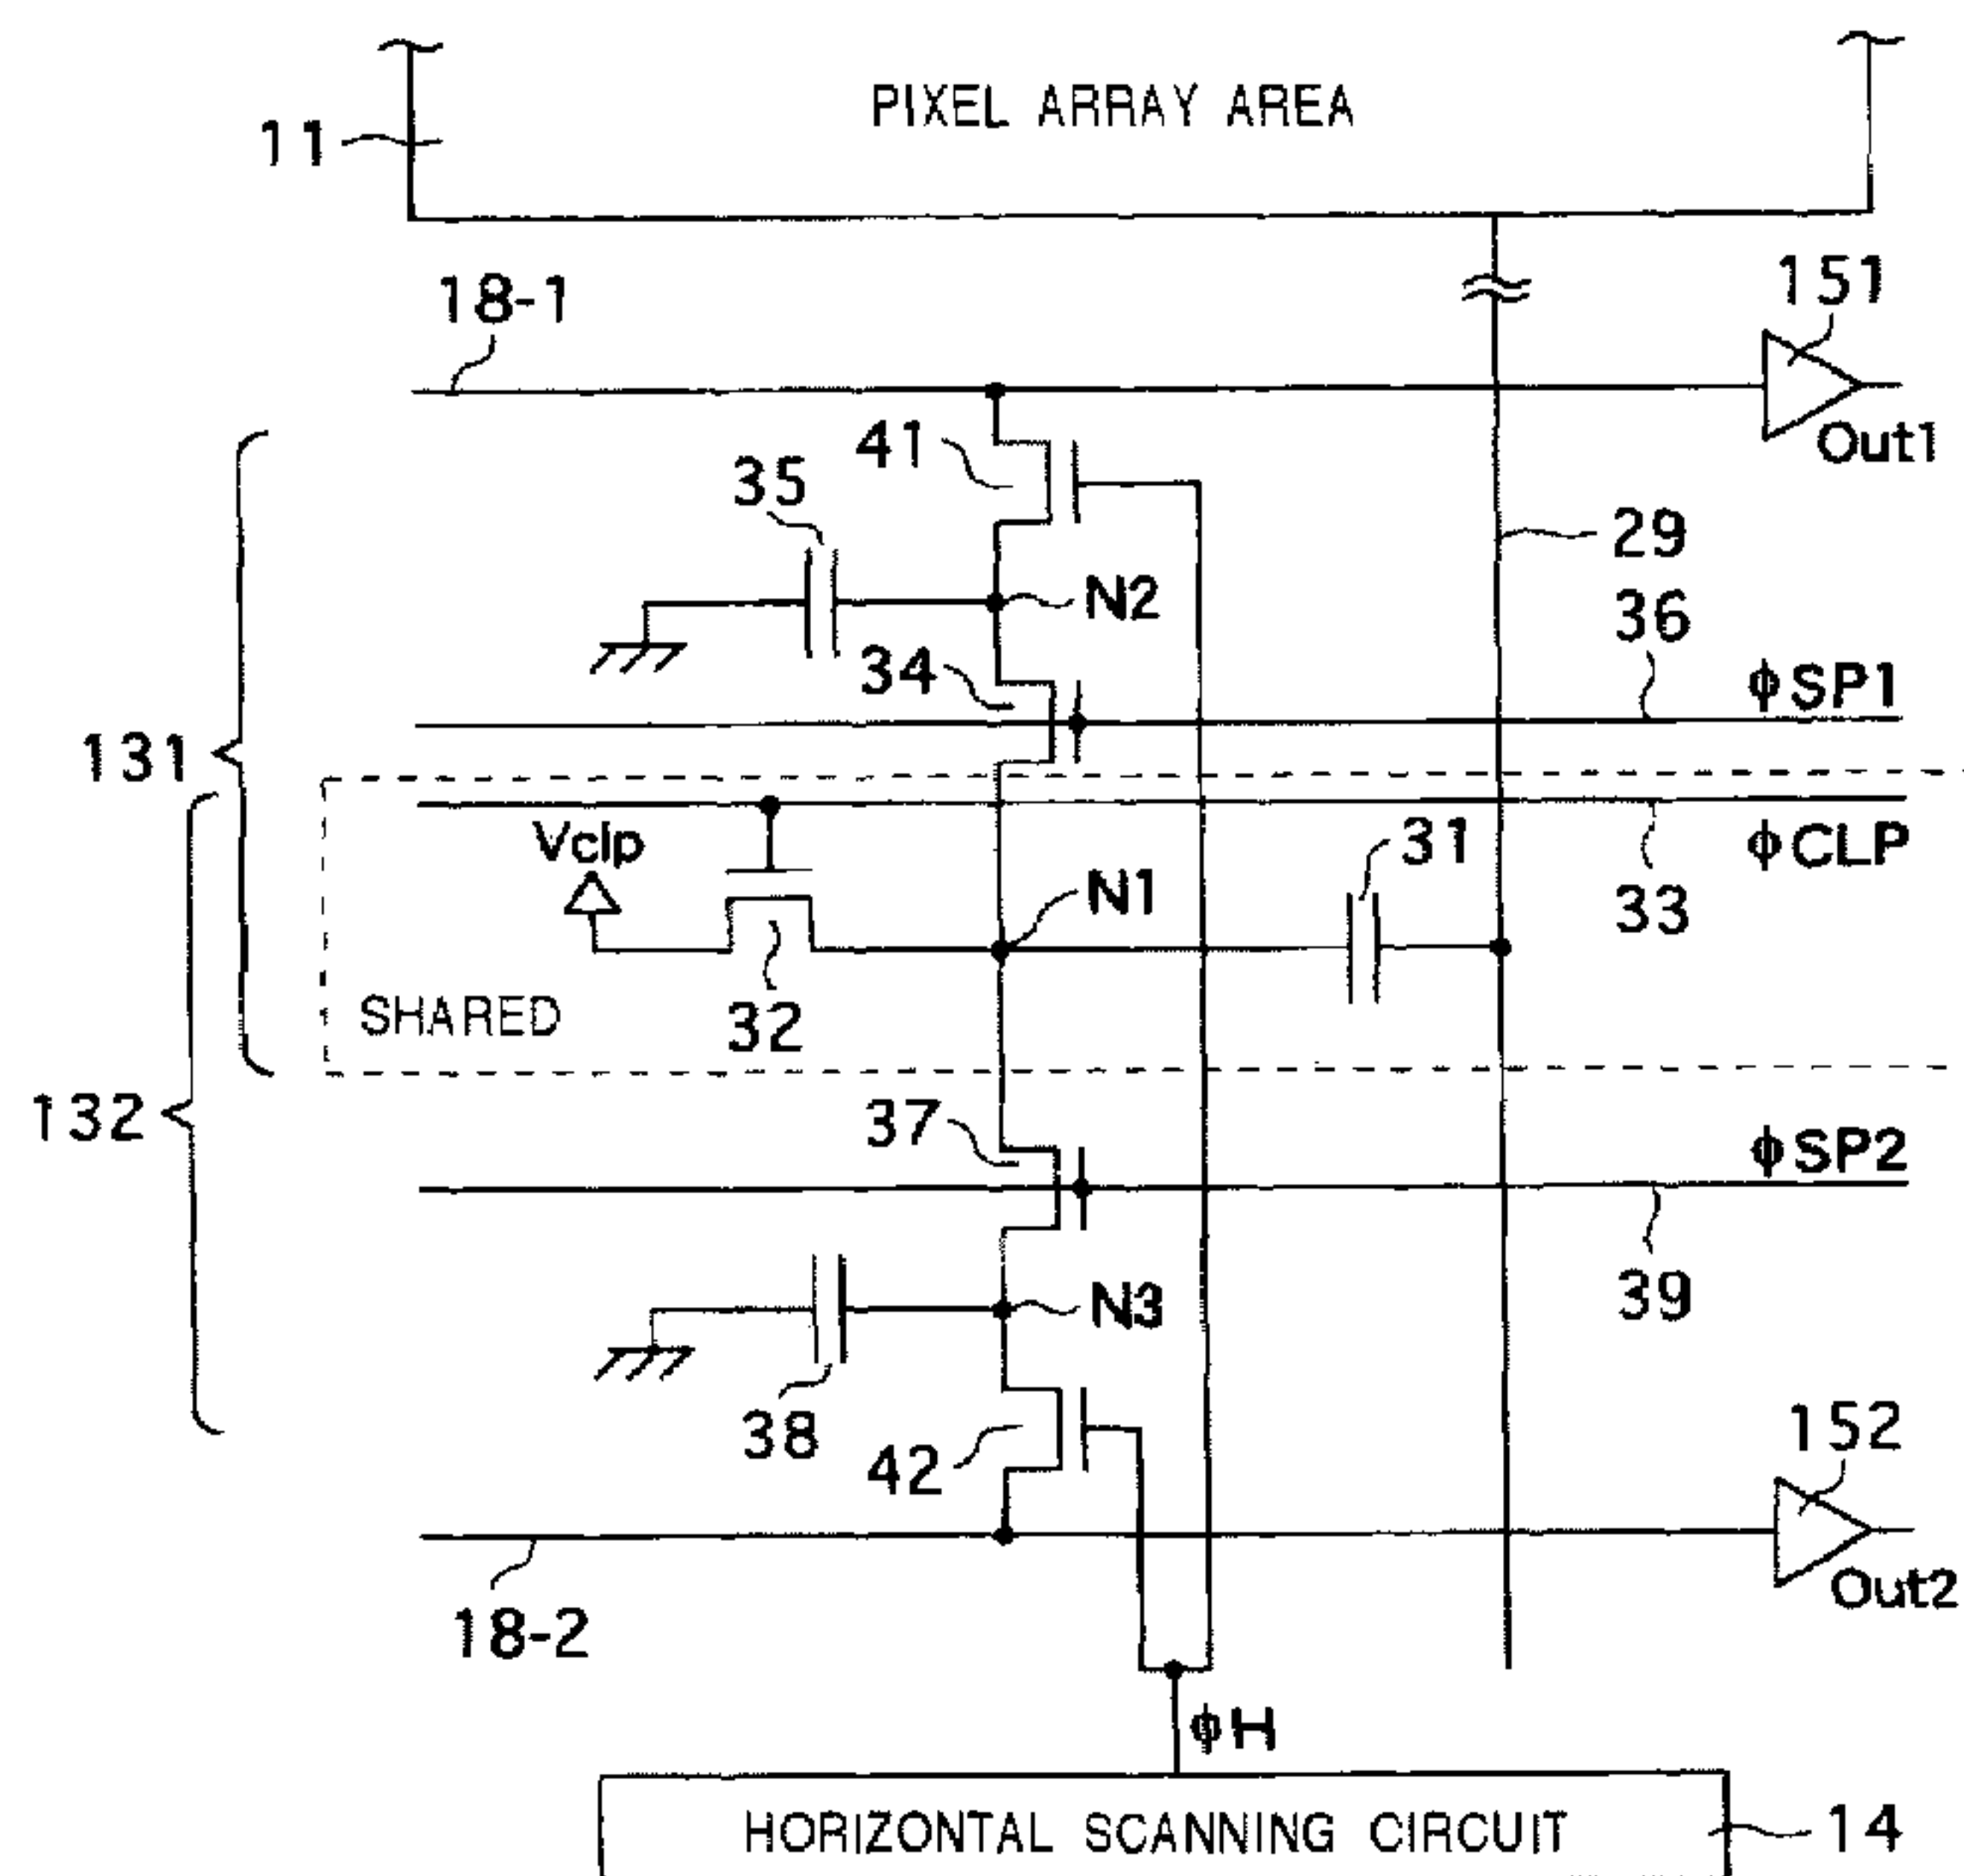 PIXEL ARRAY AREA
11
18-1
151
Out1
41
35
29
N2
36
34
φSP1
131
φCLP
Vclp
31
N1
33
SHARED
32
132
37
φSP2
N3
39
38
42
152
Out2
18-2
φH
HORIZONTAL SCANNING CIRCUIT
14